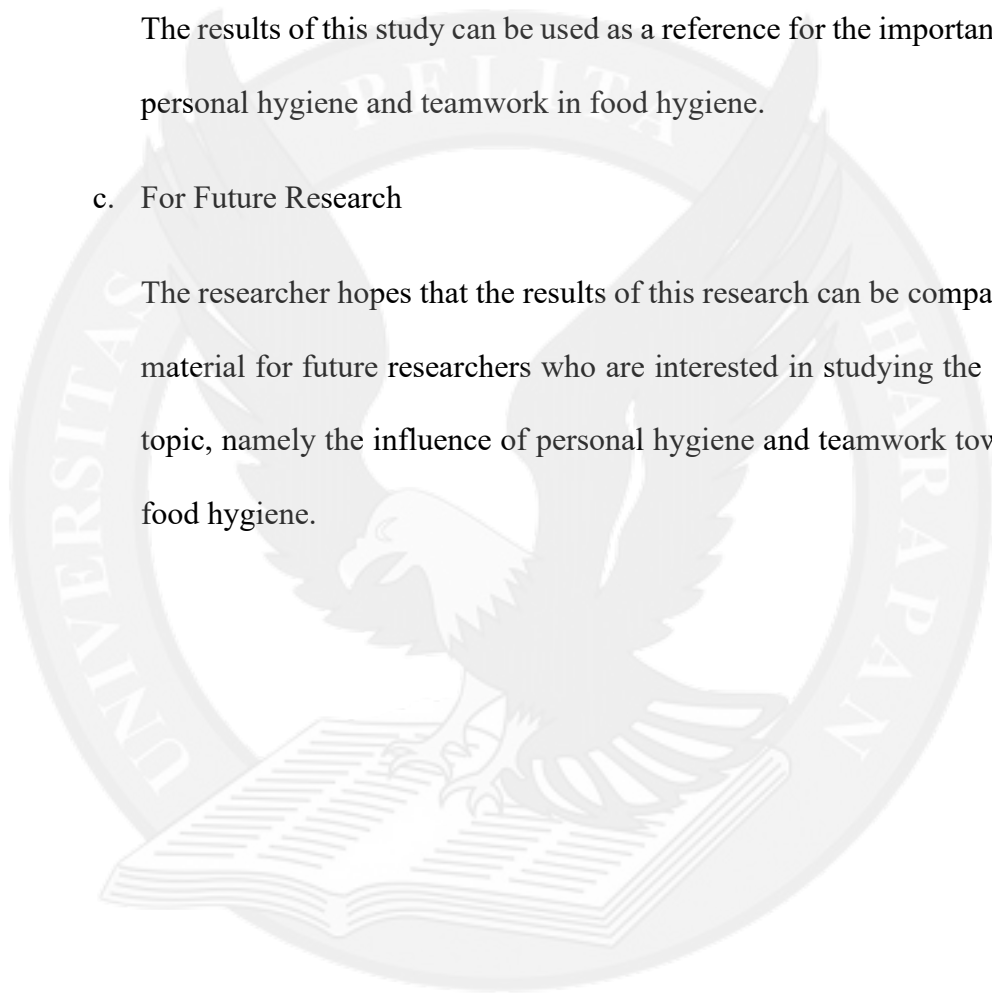 The results of this study can be used as a reference for the importan
personal hygiene and teamwork in food hygiene.
c. For Future Research
The researcher hopes that the results of this research can be compa
material for future researchers who are interested in studying the
topic, namely the influence of personal hygiene and teamwork tow
food hygiene.
UNIVERSITAS PELITA HARAPAN